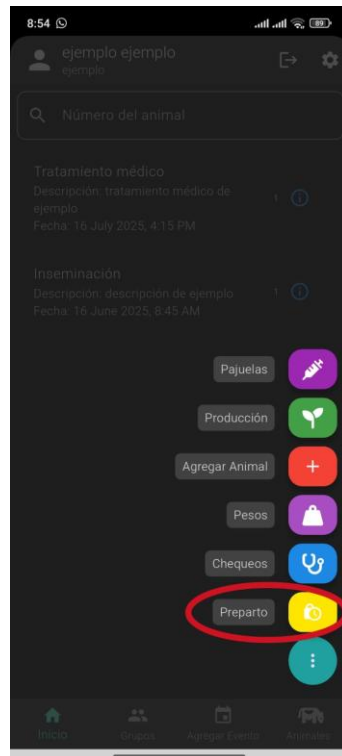 8:54
89
ejemplo ejemplo
ejemplo
Número del animal
Tratamiento médico
Descripción: tratamiento médico de
ejemplo
Fecha: 16 July 2025, 4:15 PM
Inseminación
Descripción: descripción de ejemplo
Fecha: 16 June 2025, 8:45 AM
Pajuelas
Producción
Agregar Animal
Pesos
Chequeos
Preparto
Inicio
Grupos
Agregar Evento
Animales